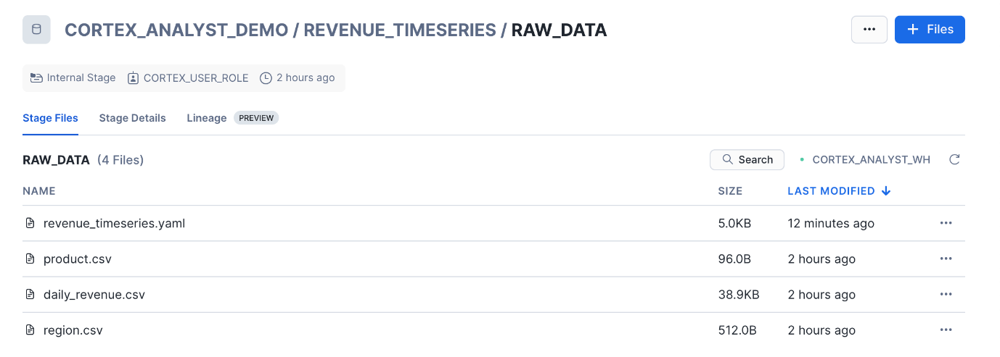 CORTEX_ANALYST_DEMO / REVENUE_TIMESERIES / RAW_DATA
... + Files
Internal Stage CORTEX_USER_ROLE 2 hours ago
Stage Files Stage Details Lineage PREVIEW
RAW_DATA (4 Files) Search CORTEX_ANALYST_WH
NAME SIZE LAST MODIFIED ↓
revenue_timeseries.yaml 5.0KB 12 minutes ago ...
product.csv 96.0B 2 hours ago ...
daily_revenue.csv 38.9KB 2 hours ago ...
region.csv 512.0B 2 hours ago ...